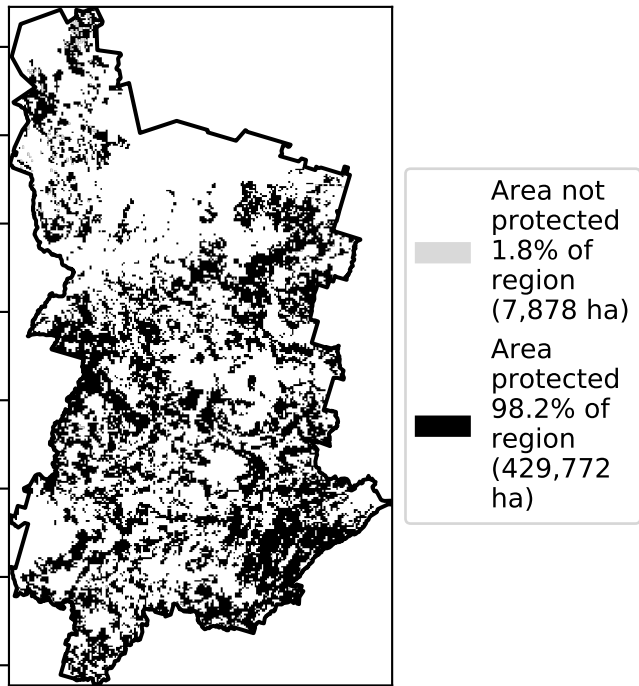 Area not
protected
1.8% of
region
(7,878 ha)
Area
protected
98.2% of
region
(429,772
ha)